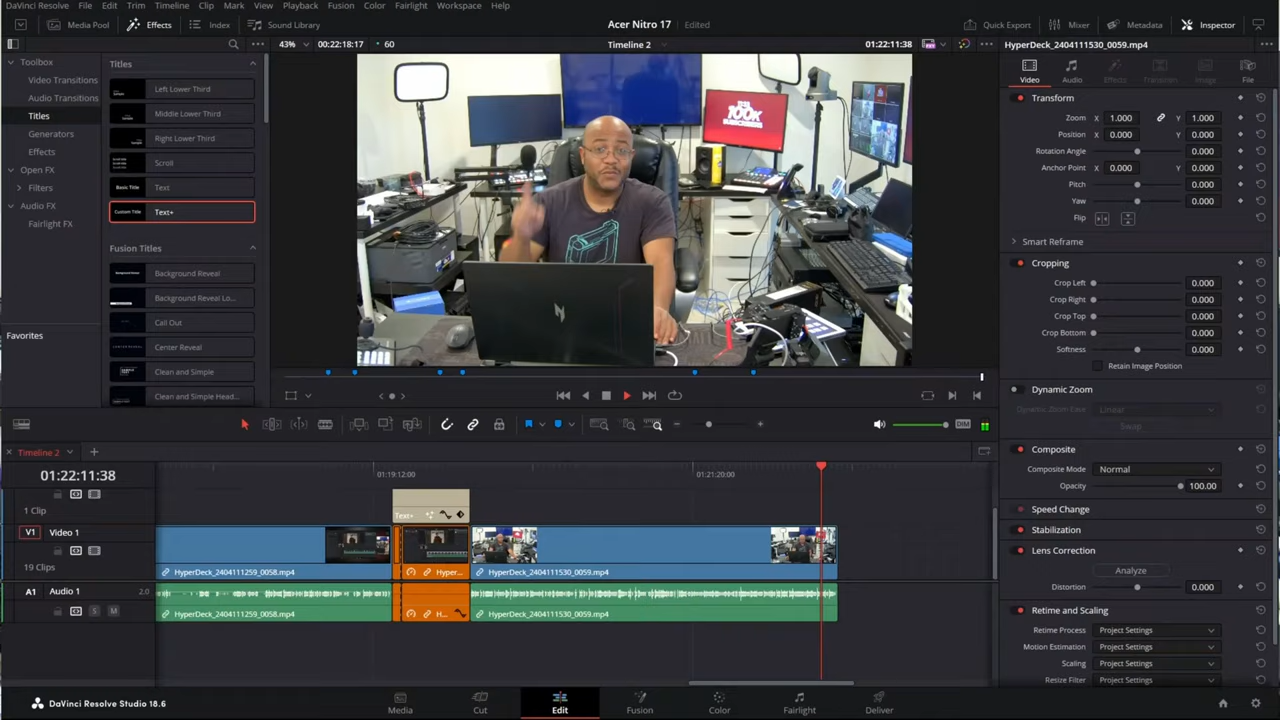 DaVinci Resolve File Edit Trim Timeline Clip Mark View Playback Fusion Color Fairlight Workspace Help
Media Pool Effects Index Sound Library Acer Nitro 17 Edited Quick Export Mixer Metadata Inspector
43% 00:22:18:17 60 Timeline 2 01:22:11:38 HyperDeck_2404111530_0059.mp4
Video Audio Effects Transition Image File
Toolbox
Video Transitions
Audio Transitions
Titles
Generators
Effects
Open FX
Filters
Audio FX
Fairlight FX
Favorites
Titles
Left Lower Third
Middle Lower Third
Right Lower Third
Scroll
Basic Title Text
Custom Title Text+
Fusion Titles
Background Reveal
Background Reveal Lo...
Call Out
Center Reveal
Clean and Simple
Clean and Simple Head...
100K
Transform
Zoom X 1.000 Y 1.000
Position X 0.000 Y 0.000
Rotation Angle 0.000
Anchor Point X 0.000 Y 0.000
Pitch 0.000
Yaw 0.000
Flip
Smart Reframe
Cropping
Crop Left 0.000
Crop Right 0.000
Crop Top 0.000
Crop Bottom 0.000
Softness 0.000
Retain Image Position
Dynamic Zoom
Dynamic Zoom Ease Linear
Swap
Composite
Composite Mode Normal
Opacity 100.00
Speed Change
Stabilization
Lens Correction
Analyze
Distortion 0.000
Retime and Scaling
Retime Process Project Settings
Motion Estimation Project Settings
Scaling Project Settings
Resize Filter Project Settings
DIM
Timeline 2
01:22:11:38 01:19:12:00 01:21:20:00
1 Clip Text+
V1 Video 1
19 Clips HyperDeck_2404111259_0058.mp4 Hyper... HyperDeck_2404111530_0059.mp4
A1 Audio 1 2.0
S M HyperDeck_2404111259_0058.mp4 H... HyperDeck_2404111530_0059.mp4
DaVinci Resolve Studio 18.6 Media Cut Edit Fusion Color Fairlight Deliver